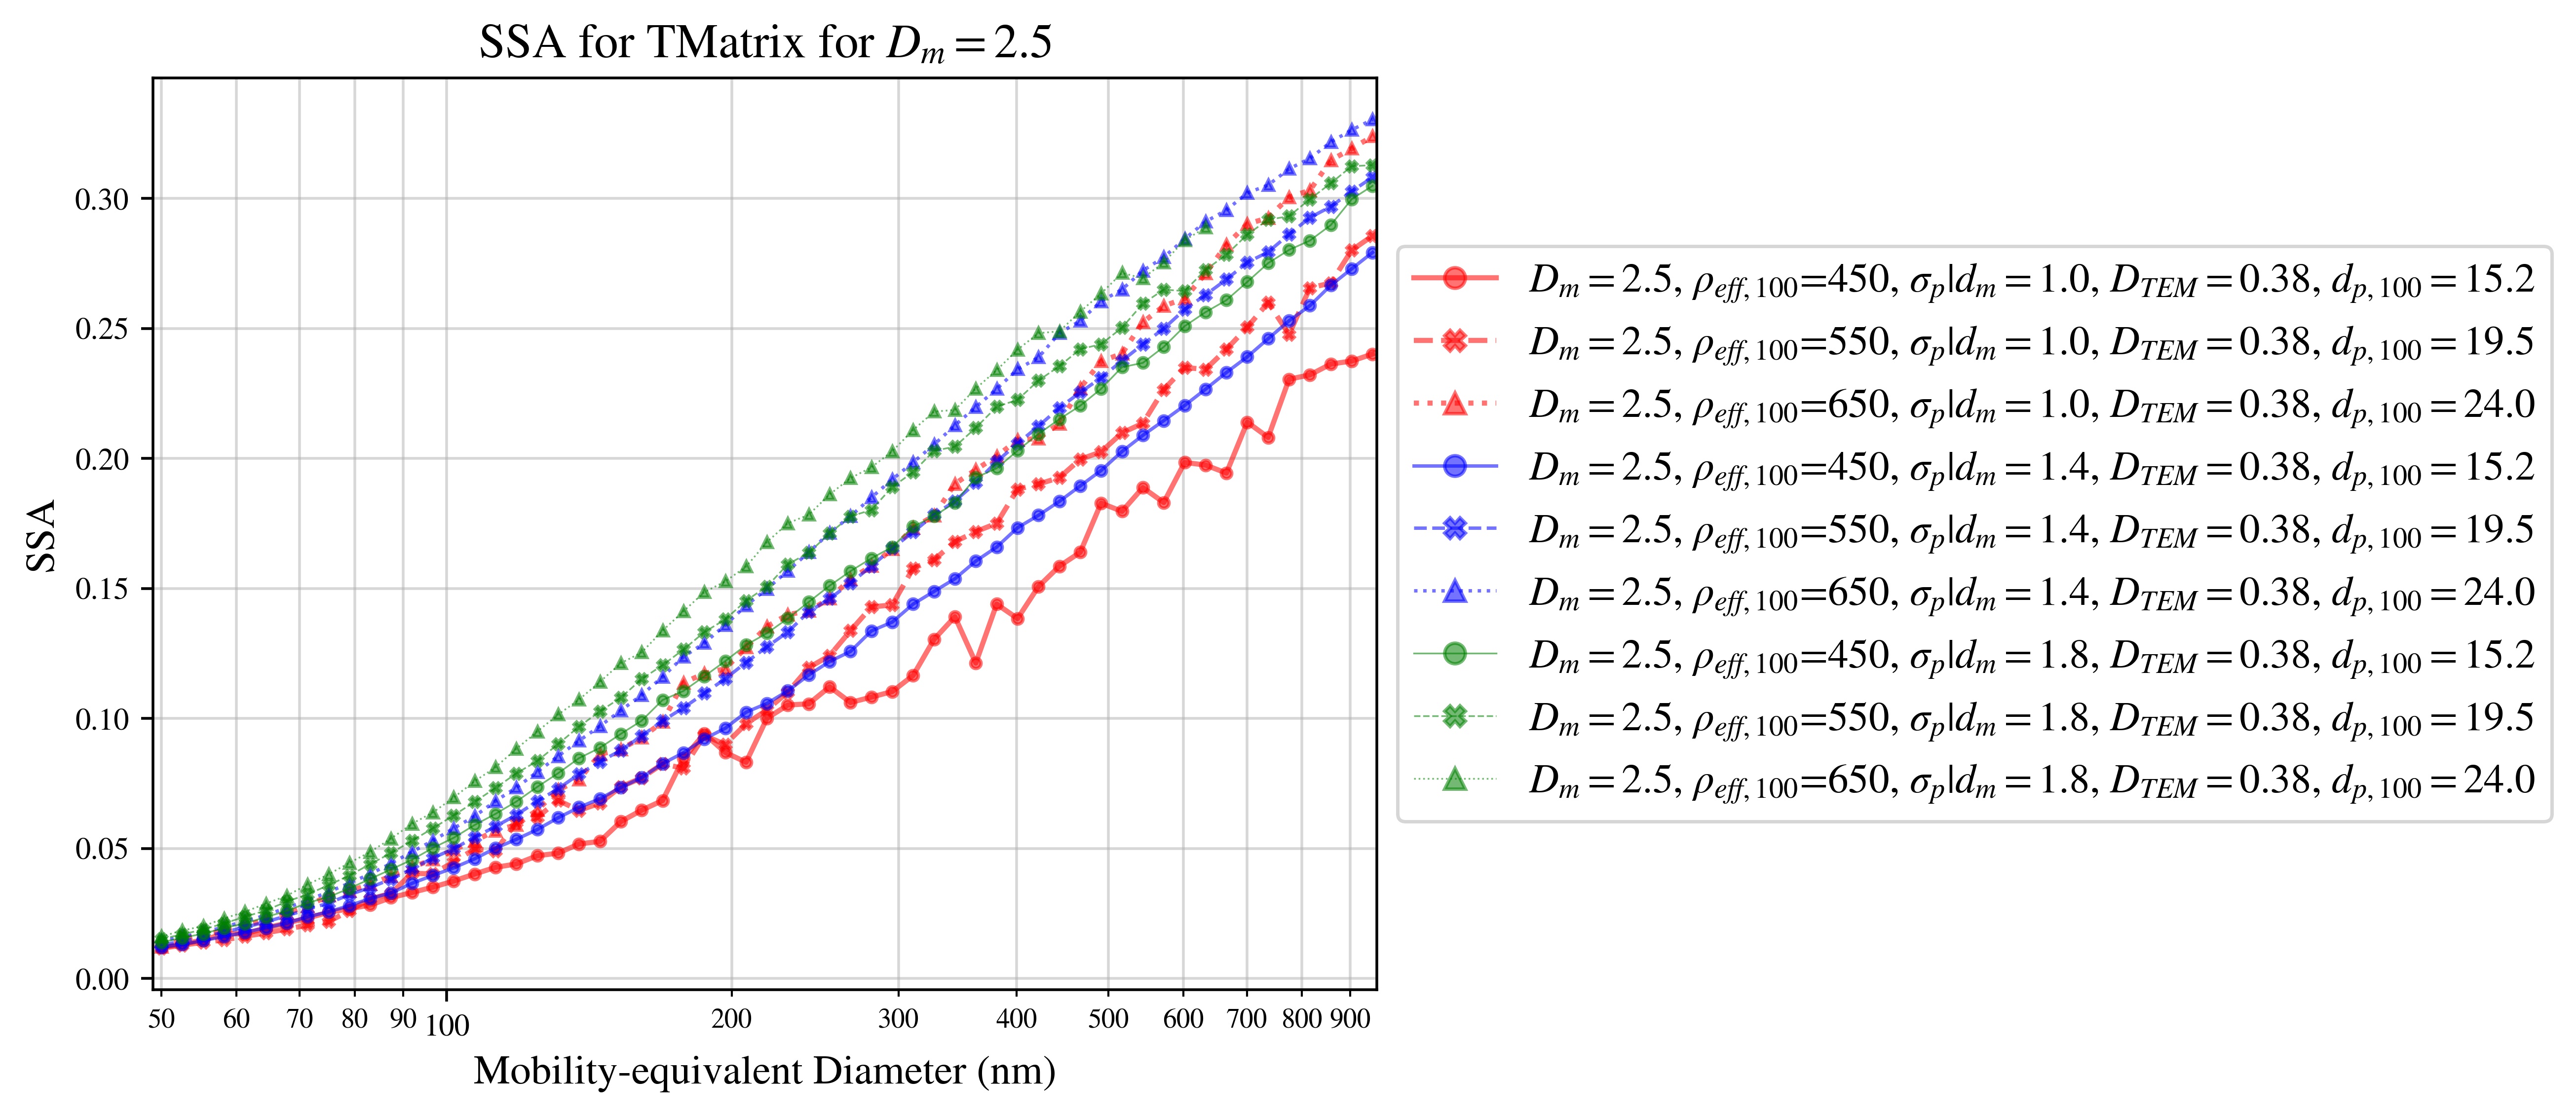 SSA for TMatrix for Dₘ = 2.5
SSA
0.30
0.25
0.20
0.15
0.10
0.05
0.00
50 60 70 80 90 100 200 300 400 500 600 700 800 900
Mobility-equivalent Diameter (nm)
D_m = 2.5, ρ_eff,100=450, σ_p|d_m = 1.0, D_TEM = 0.38, d_p,100 = 15.2
D_m = 2.5, ρ_eff,100=550, σ_p|d_m = 1.0, D_TEM = 0.38, d_p,100 = 19.5
D_m = 2.5, ρ_eff,100=650, σ_p|d_m = 1.0, D_TEM = 0.38, d_p,100 = 24.0
D_m = 2.5, ρ_eff,100=450, σ_p|d_m = 1.4, D_TEM = 0.38, d_p,100 = 15.2
D_m = 2.5, ρ_eff,100=550, σ_p|d_m = 1.4, D_TEM = 0.38, d_p,100 = 19.5
D_m = 2.5, ρ_eff,100=650, σ_p|d_m = 1.4, D_TEM = 0.38, d_p,100 = 24.0
D_m = 2.5, ρ_eff,100=450, σ_p|d_m = 1.8, D_TEM = 0.38, d_p,100 = 15.2
D_m = 2.5, ρ_eff,100=550, σ_p|d_m = 1.8, D_TEM = 0.38, d_p,100 = 19.5
D_m = 2.5, ρ_eff,100=650, σ_p|d_m = 1.8, D_TEM = 0.38, d_p,100 = 24.0